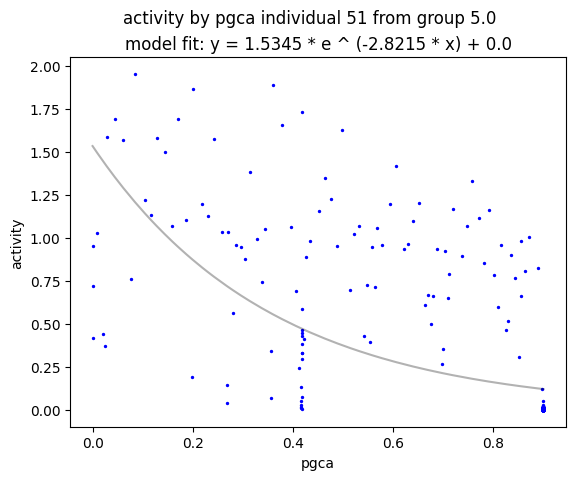 activity by pgca individual 51 from group 5.0
model fit: y = 1.5345 * e ^ (-2.8215 * x) + 0.0
2.00
1.75
1.50
1.25
1.00
0.75
0.50
0.25
0.00
activity
0.0 0.2 0.4 0.6 0.8
pgca